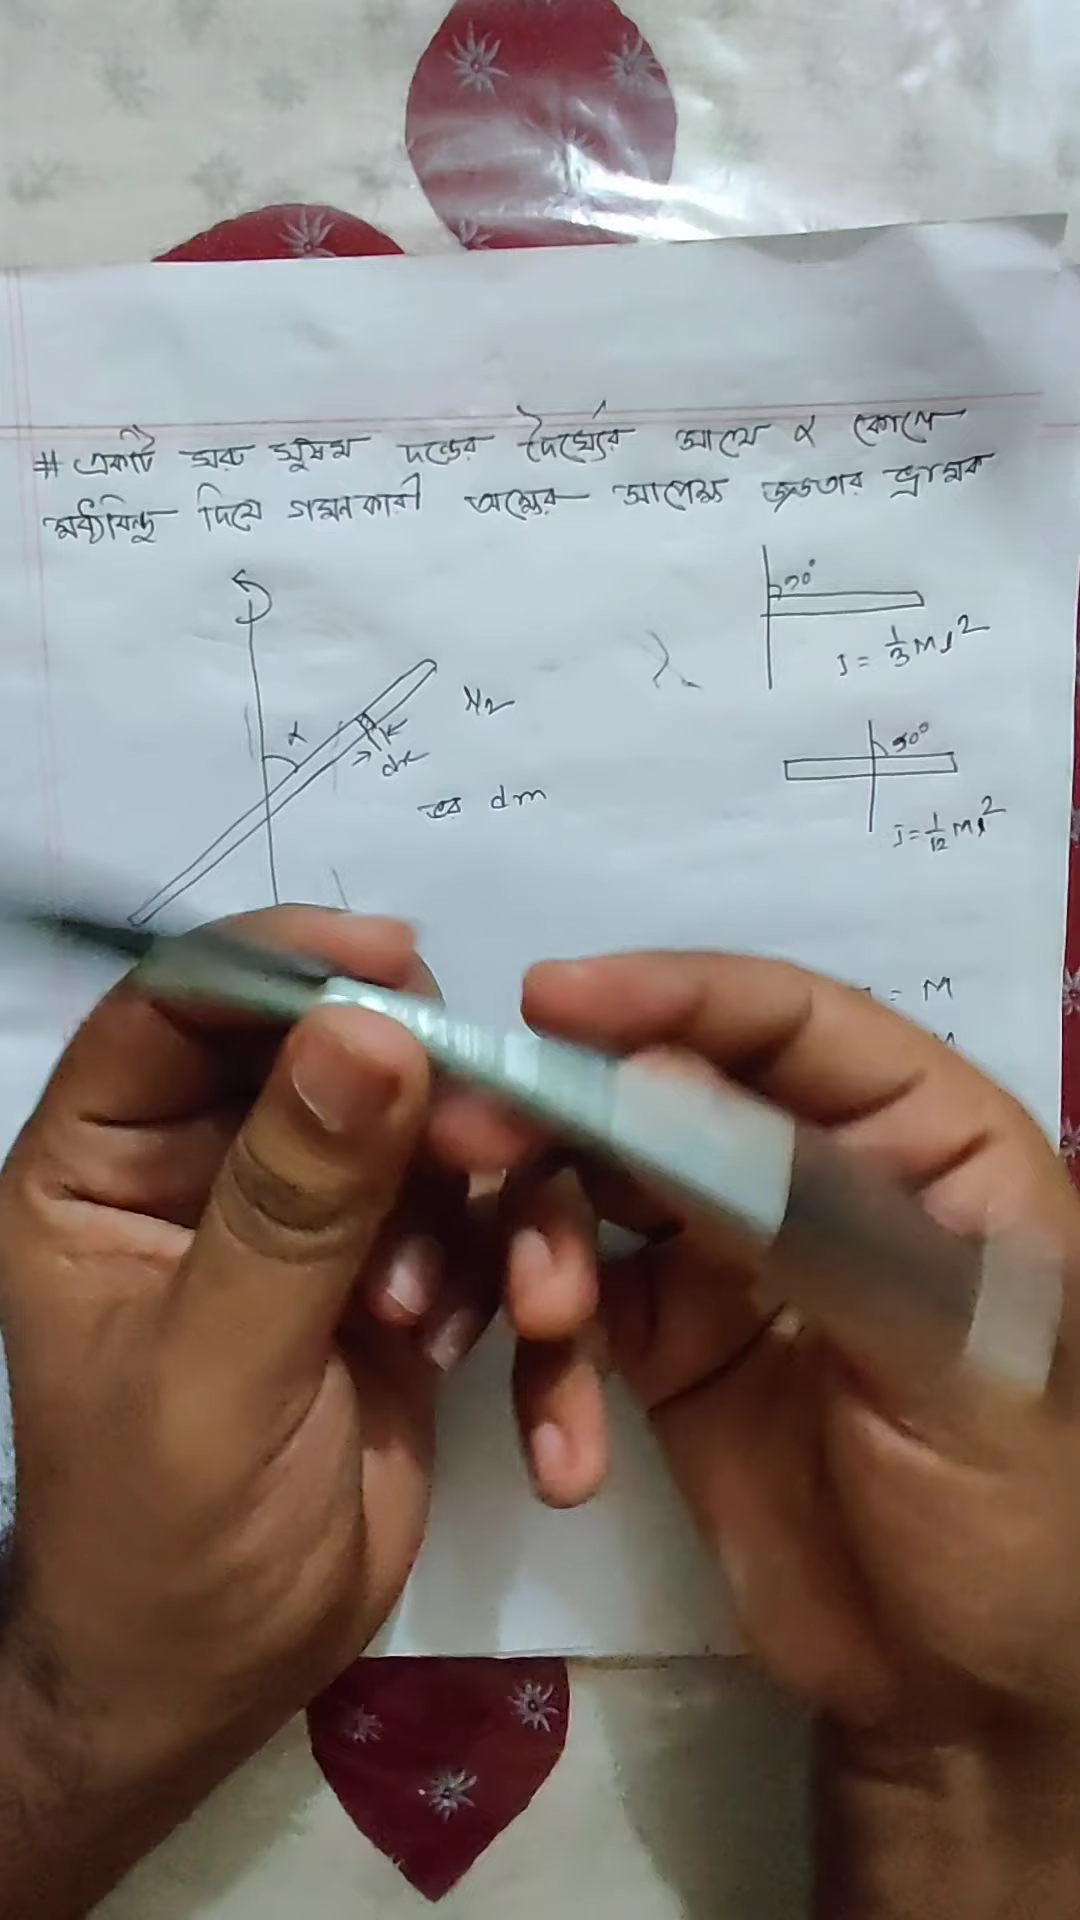 # একটি সরু সুষম দন্ডের দৈর্ঘ্যের সাথে α কোণে
মধ্যবিন্দু দিয়ে গমনকারী অক্ষের সাপেক্ষে জড়তার ভ্রামক
90°
I = 1/3 Ml²
α
dx
λ
ভর dm
90°
I = 1/12 Ml²
= M